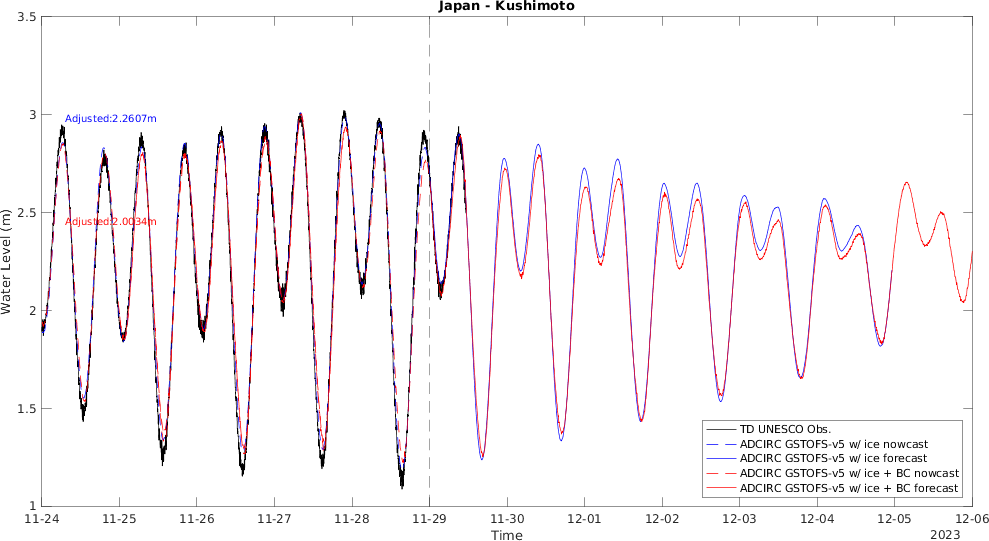 Japan - Kushimoto
3.5
3
2.5
2
1.5
1
Water Level (m)
Adjusted:2.2607m
Adjusted:2.0034m
TD UNESCO Obs.
ADCIRC GSTOFS-v5 w/ ice nowcast
ADCIRC GSTOFS-v5 w/ ice forecast
ADCIRC GSTOFS-v5 w/ ice + BC nowcast
ADCIRC GSTOFS-v5 w/ ice + BC forecast
11-24 11-25 11-26 11-27 11-28 11-29 11-30 12-01 12-02 12-03 12-04 12-05 12-06
Time
2023